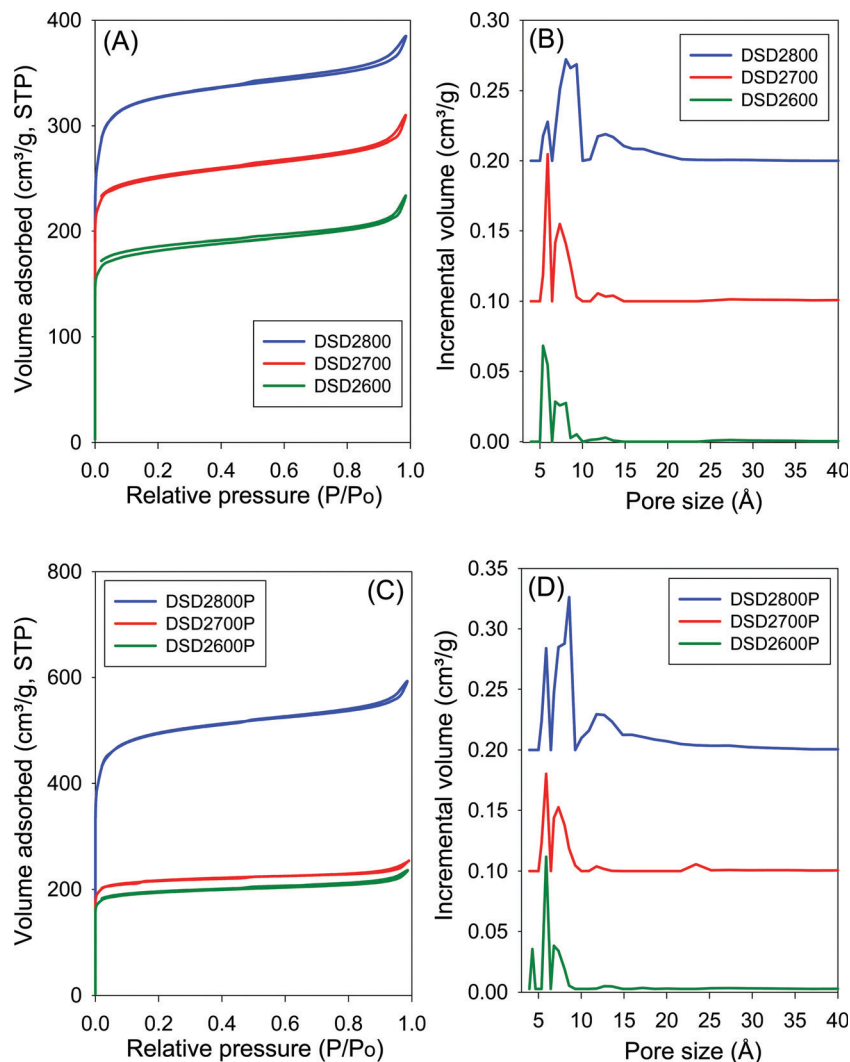 (A)
Volume adsorbed (cm³/g, STP)
400
300
200
100
0
DSD2800
DSD2700
DSD2600
0.0 0.2 0.4 0.6 0.8 1.0
Relative pressure (P/Po)
(B)
Incremental volume (cm³/g)
0.30
0.25
0.20
0.15
0.10
0.05
0.00
DSD2800
DSD2700
DSD2600
5 10 15 20 25 30 35 40
Pore size (Å)
(C)
Volume adsorbed (cm³/g, STP)
800
600
400
200
0
DSD2800P
DSD2700P
DSD2600P
0.0 0.2 0.4 0.6 0.8 1.0
Relative pressure (P/Po)
(D)
Incremental volume (cm³/g)
0.35
0.30
0.25
0.20
0.15
0.10
0.05
0.00
DSD2800P
DSD2700P
DSD2600P
5 10 15 20 25 30 35 40
Pore size (Å)